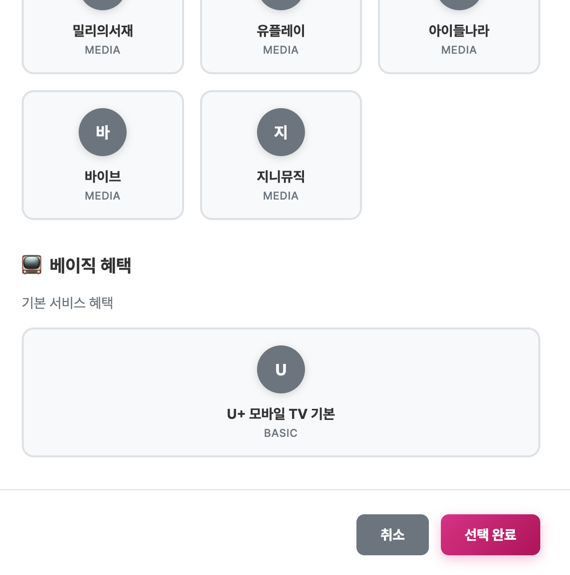 밀리의서재
MEDIA
유플레이
MEDIA
아이들나라
MEDIA
바
바이브
MEDIA
지
지니뮤직
MEDIA
베이직 혜택
기본 서비스 혜택
U
U+ 모바일 TV 기본
BASIC
취소
선택 완료